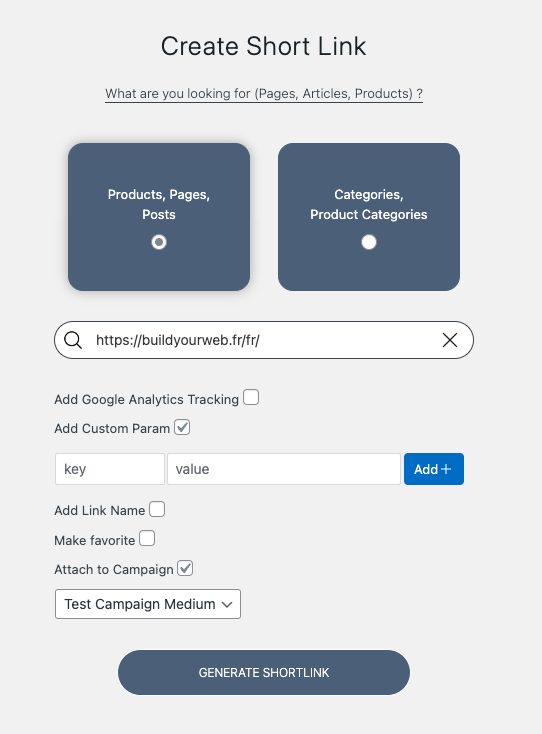 Create Short Link
What are you looking for (Pages, Articles, Products) ?
Products, Pages,
Posts
Categories,
Product Categories
https://buildyourweb.fr/fr/
Add Google Analytics Tracking
Add Custom Param
key
value
Add+
Add Link Name
Make favorite
Attach to Campaign
Test Campaign Medium
GENERATE SHORTLINK